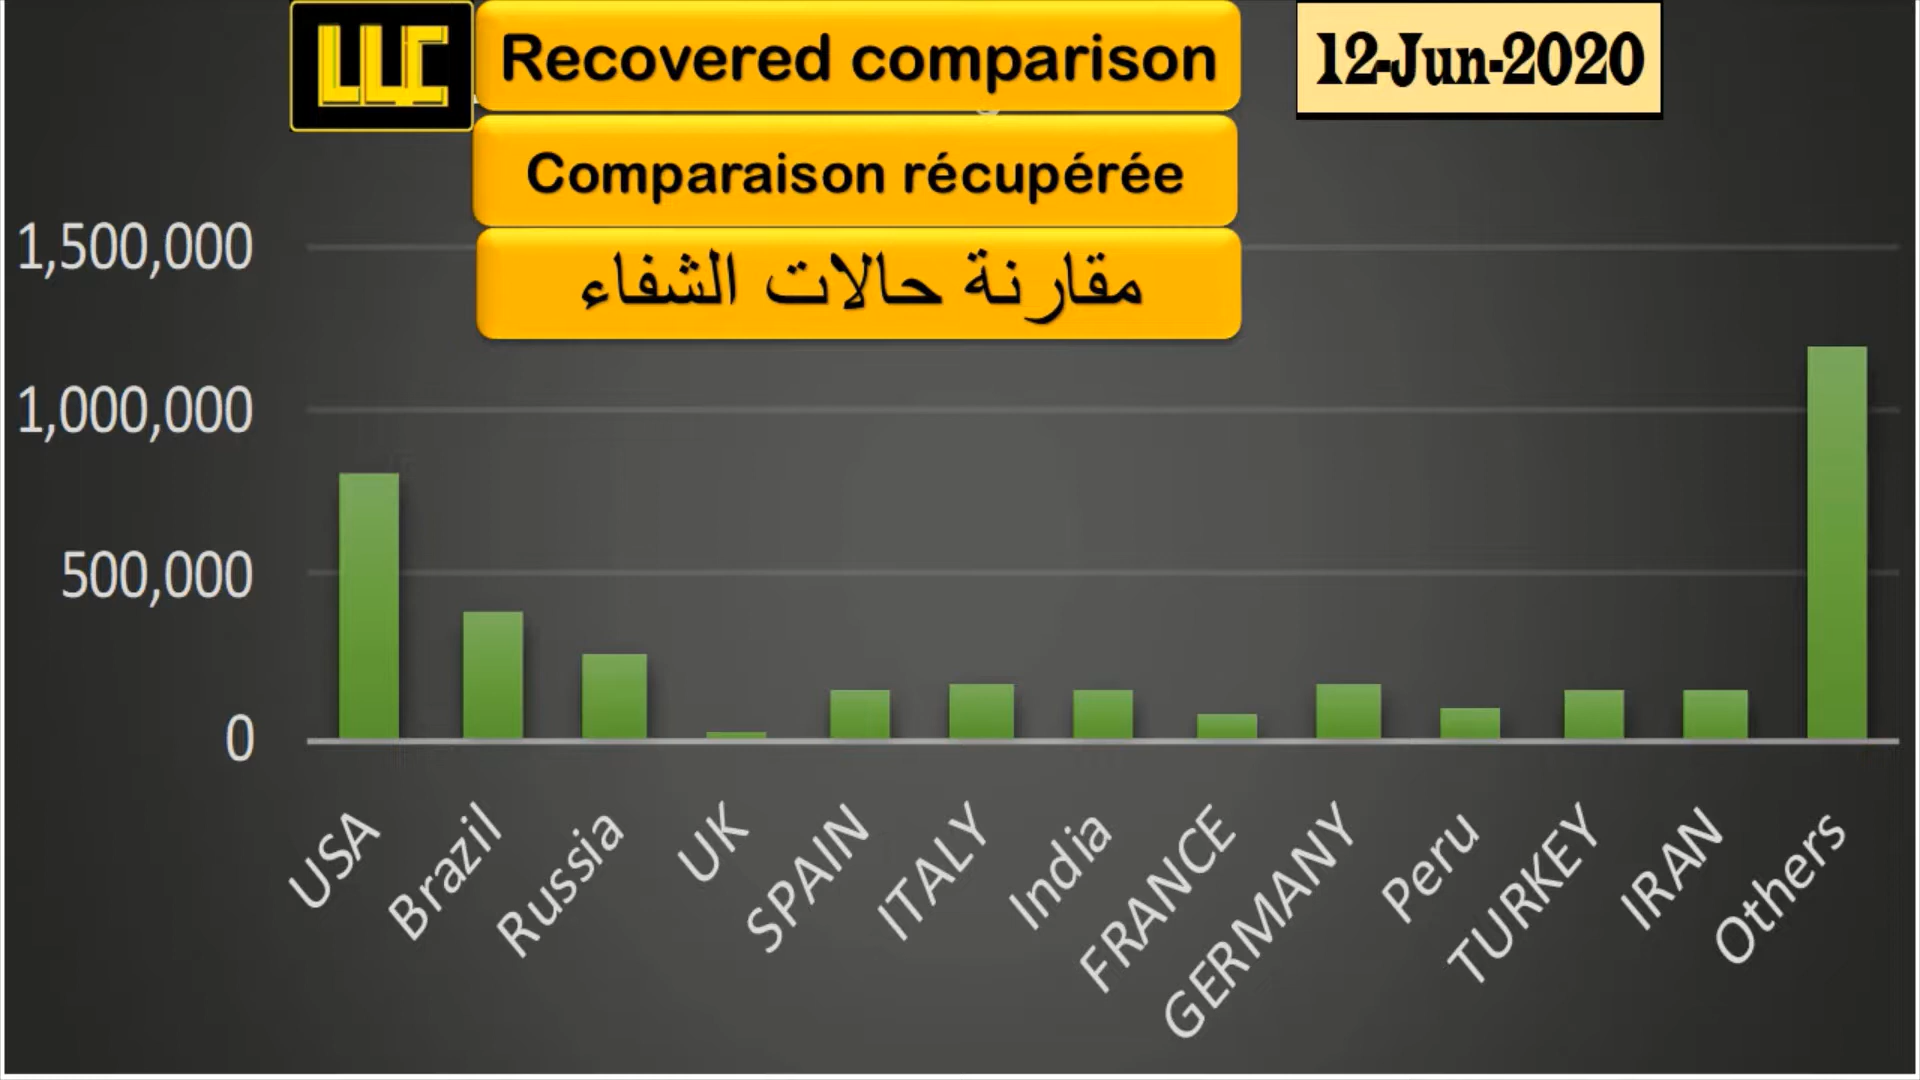 LLC
Recovered comparison
12-Jun-2020
Comparaison récupérée
مقارنة حالات الشفاء
1,500,000
1,000,000
500,000
0
USA
Brazil
Russia
UK
SPAIN
ITALY
India
FRANCE
GERMANY
Peru
TURKEY
IRAN
Others